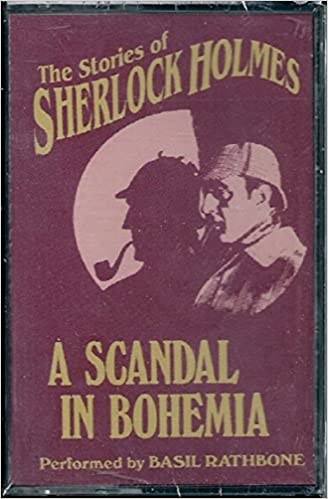 The Stories of
SHERLOCK HOLMES
A SCANDAL
IN BOHEMIA
Performed by BASIL RATHBONE